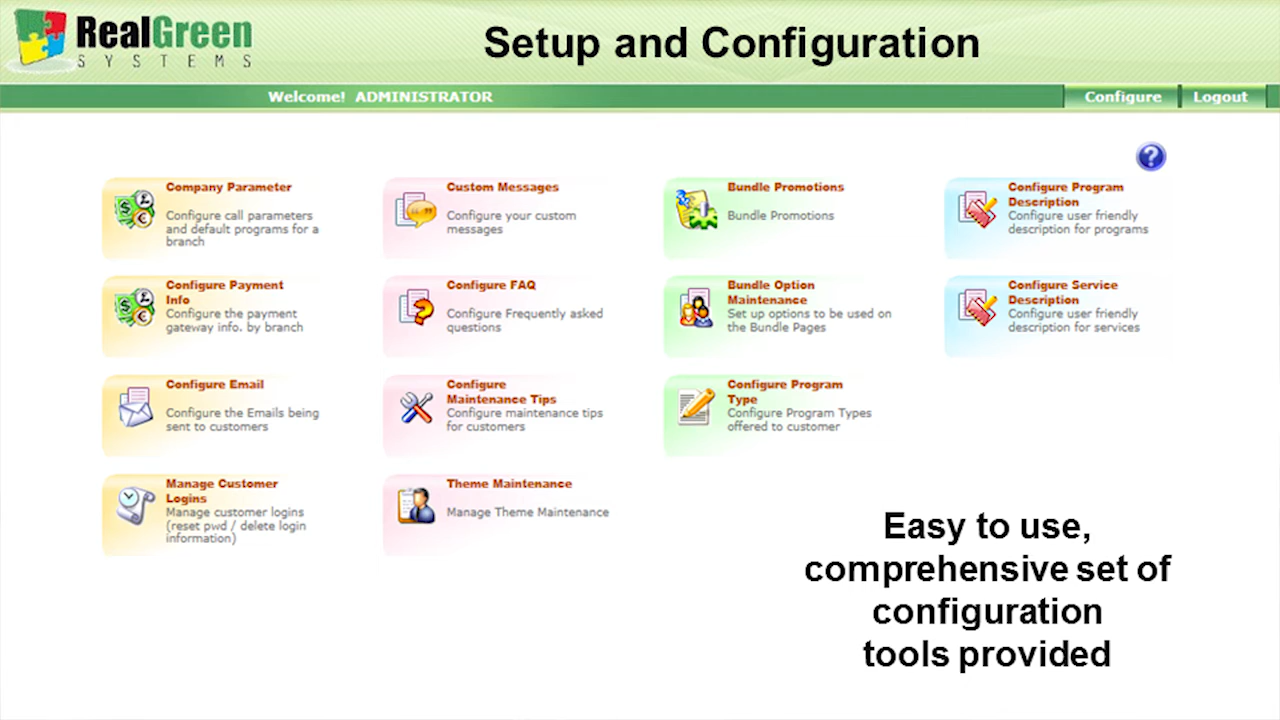 RealGreen
SYSTEMS
Setup and Configuration
Welcome! ADMINISTRATOR
Configure
Logout
?
Company Parameter
Configure call parameters
and default programs for a
branch
Custom Messages
Configure your custom
messages
Bundle Promotions
Bundle Promotions
Configure Program
Description
Configure user friendly
description for programs
Configure Payment
Info
Configure the payment
gateway info. by branch
Configure FAQ
Configure Frequently asked
questions
Bundle Option
Maintenance
Set up options to be used on
the Bundle Pages
Configure Service
Description
Configure user friendly
description for services
Configure Email
Configure the Emails being
sent to customers
Configure
Maintenance Tips
Configure maintenance tips
for customers
Configure Program
Type
Configure Program Types
offered to customer
Manage Customer
Logins
Manage customer logins
(reset pwd / delete login
information)
Theme Maintenance
Manage Theme Maintenance
Easy to use,
comprehensive set of
configuration
tools provided